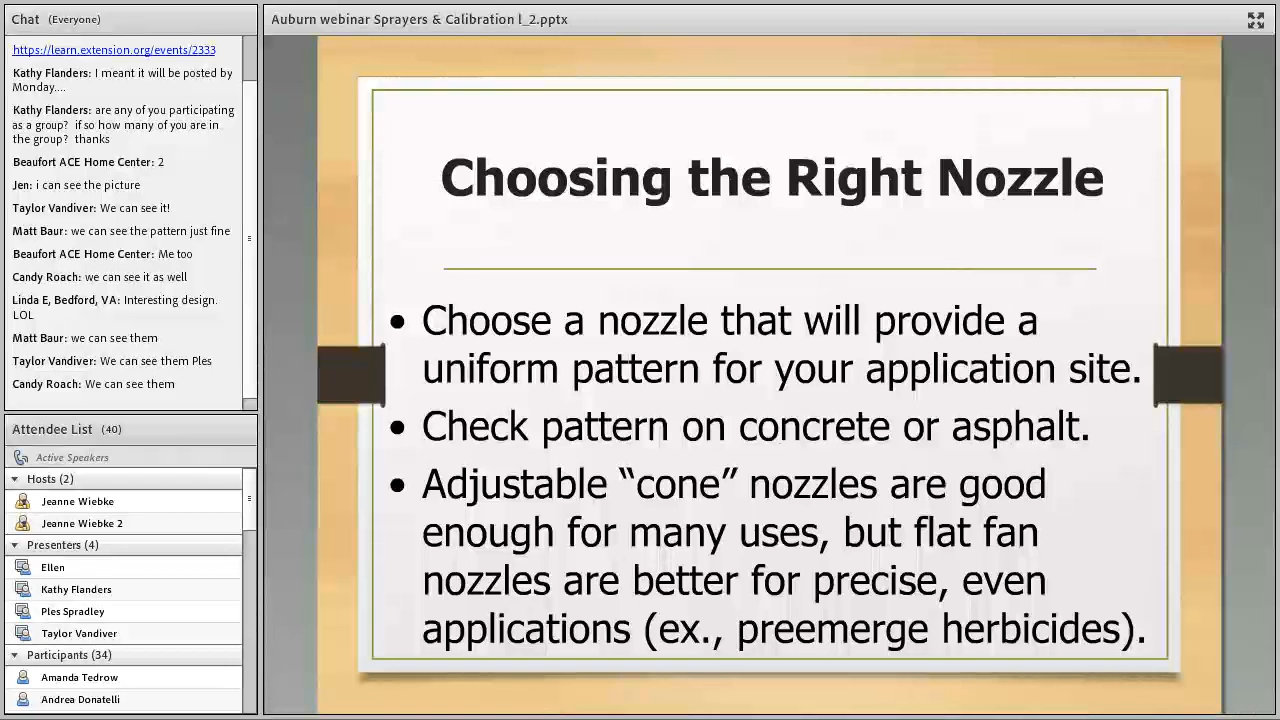 Chat (Everyone)
https://learn.extension.org/events/2333
Kathy Flanders: I meant it will be posted by
Monday....
Kathy Flanders: are any of you participating
as a group? if so how many of you are in
the group? thanks
Beaufort ACE Home Center: 2
Jen: i can see the picture
Taylor Vandiver: We can see it!
Matt Baur: we can see the pattern just fine
Beaufort ACE Home Center: Me too
Candy Roach: we can see it as well
Linda E, Bedford, VA: Interesting design.
LOL
Matt Baur: we can see them
Taylor Vandiver: We can see them Ples
Candy Roach: We can see them
Attendee List (40)
Active Speakers
Hosts (2)
Jeanne Wiebke
Jeanne Wiebke 2
Presenters (4)
Ellen
Kathy Flanders
Ples Spradley
Taylor Vandiver
Participants (34)
Amanda Tedrow
Andrea Donatelli
Auburn webinar Sprayers & Calibration l_2.pptx
Choosing the Right Nozzle
• Choose a nozzle that will provide a
uniform pattern for your application site.
• Check pattern on concrete or asphalt.
• Adjustable “cone” nozzles are good
enough for many uses, but flat fan
nozzles are better for precise, even
applications (ex., preemerge herbicides).